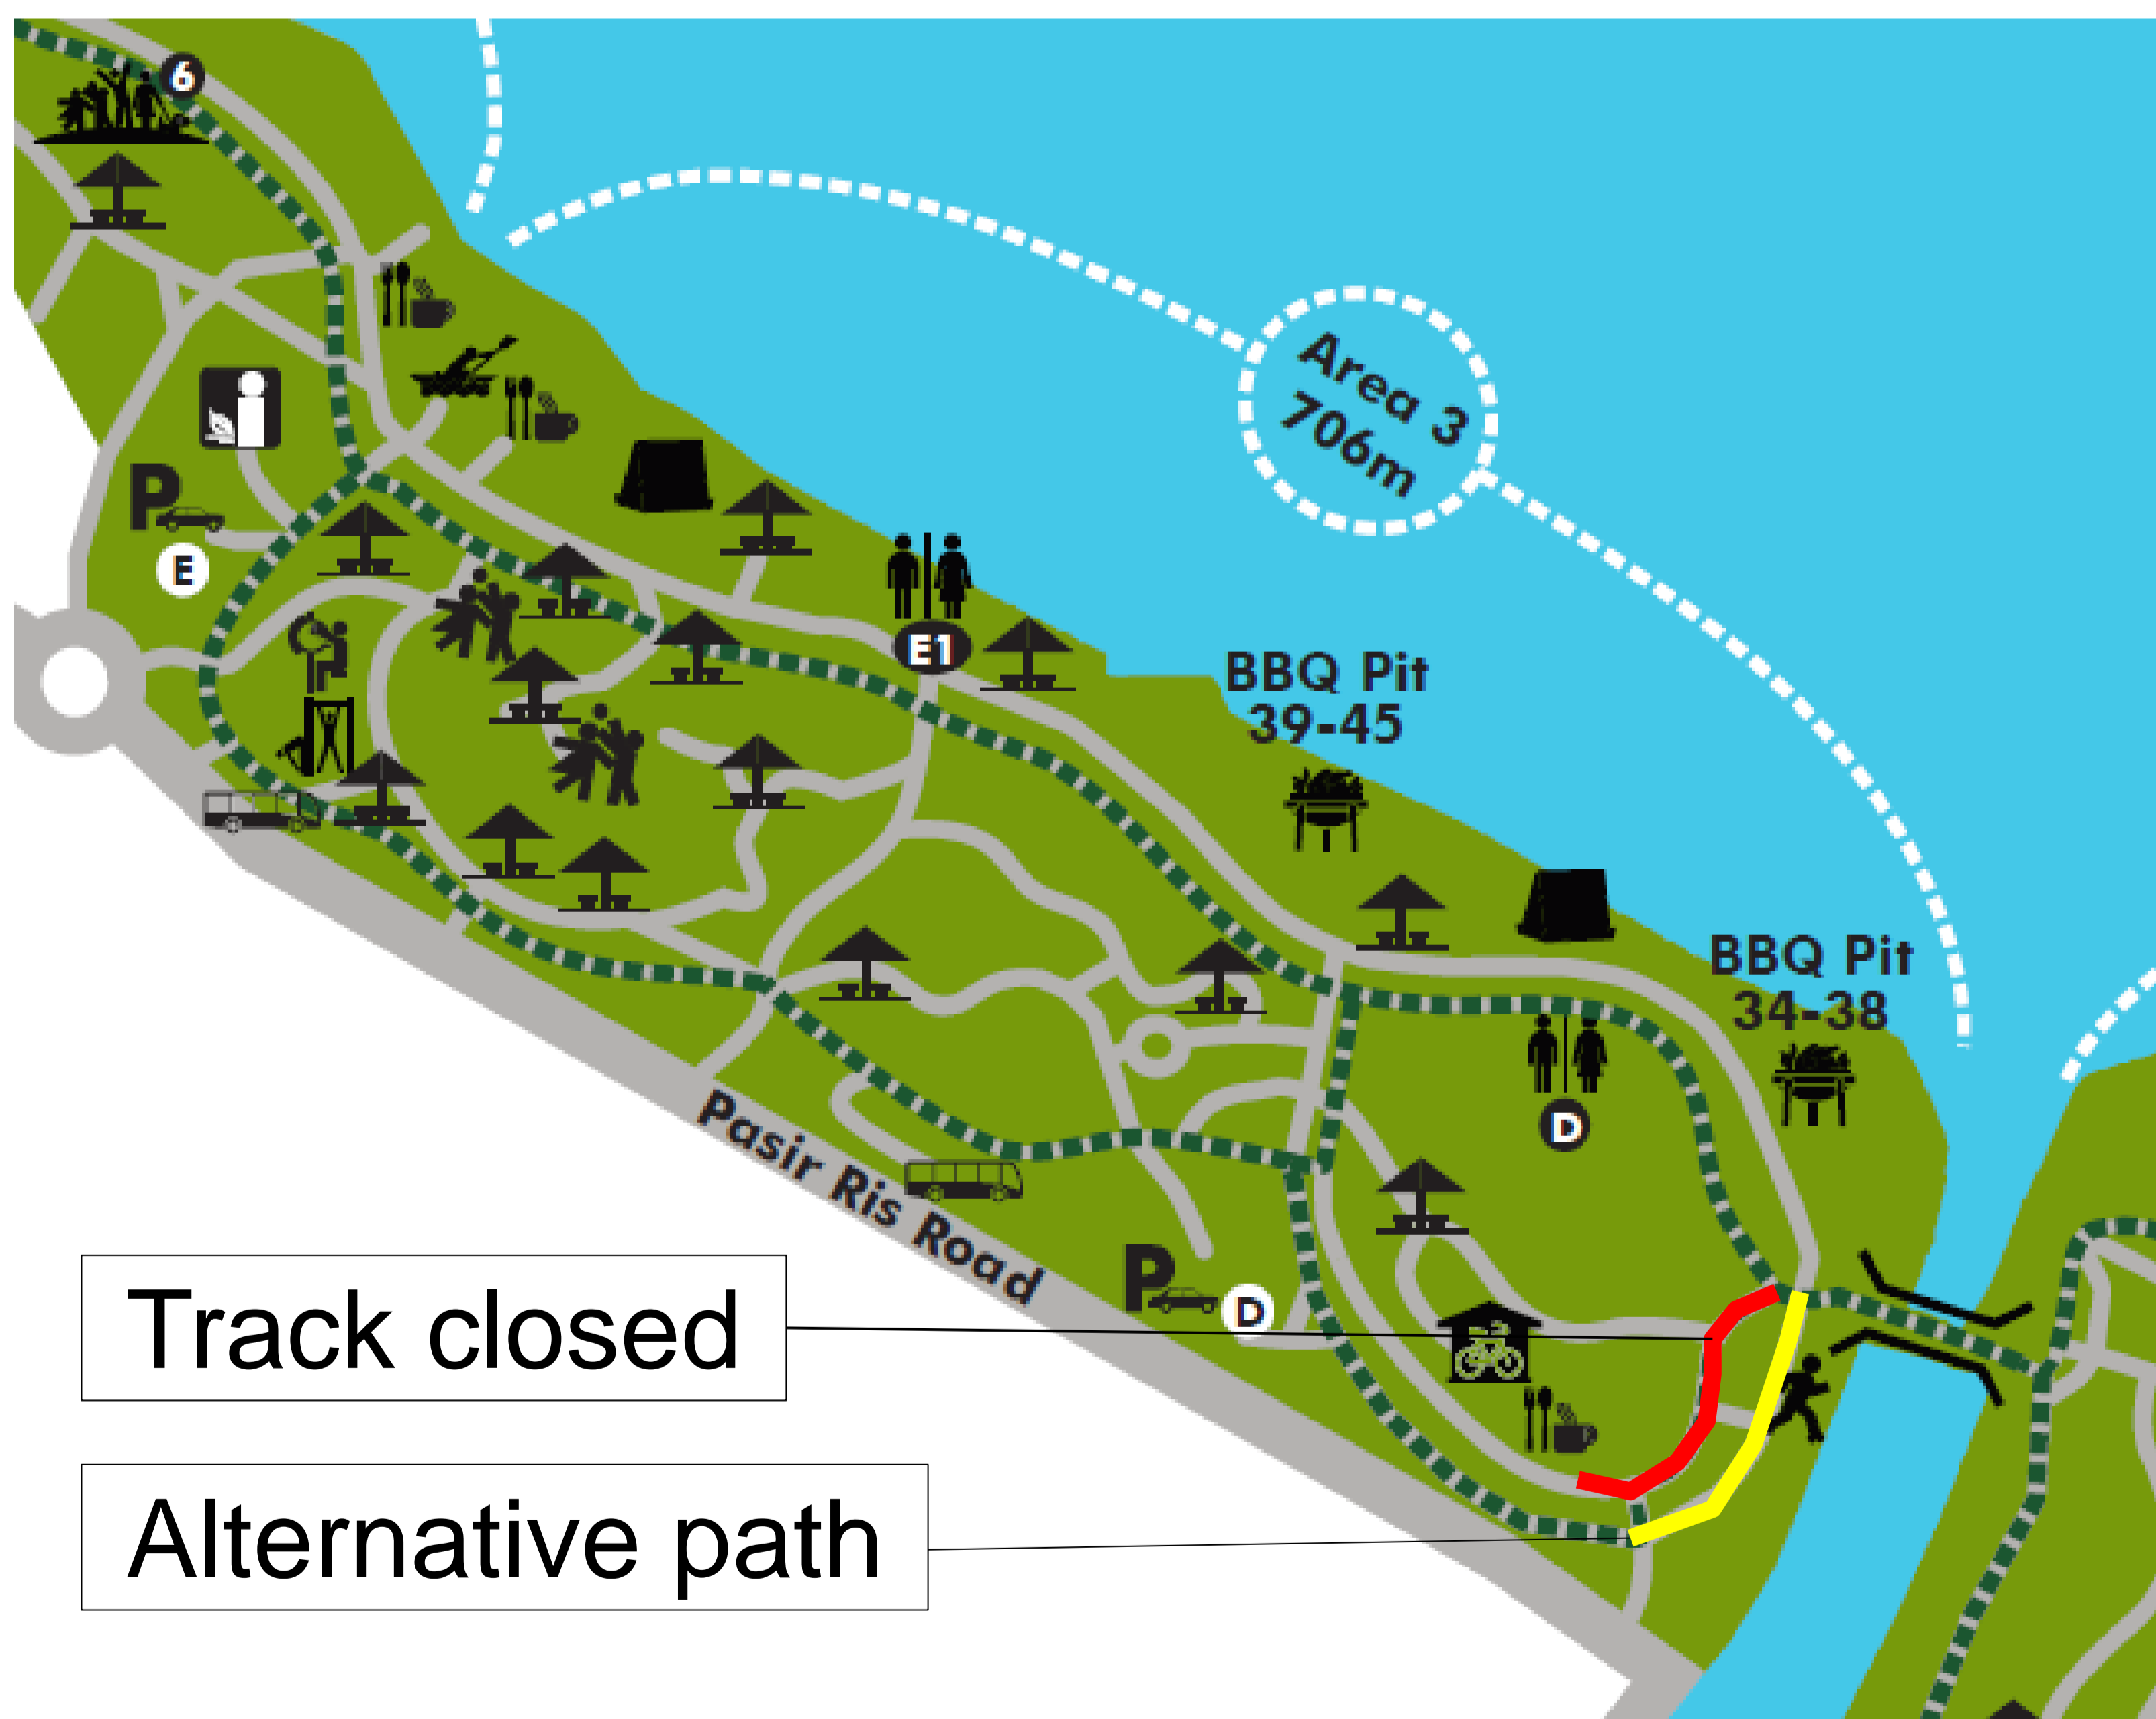 6
Area 3
706m
P
E
E1
BBQ Pit
39-45
BBQ Pit
34-38
D
Pasir Ris Road
P
D
Track closed
Alternative path